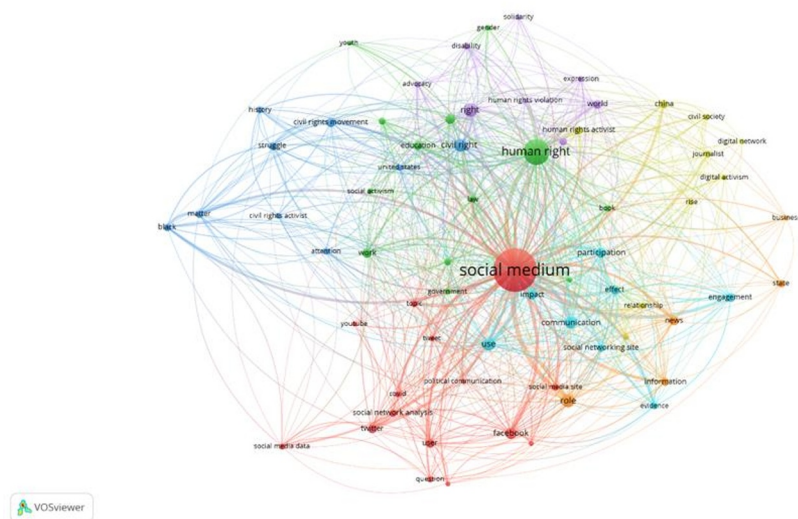 solidarity
gender
youth
disability
advocacy
expression
human rights violation
world
right
china
history
civil rights movement
civil society
human rights activist
struggle
education
civil right
human right
digital network
journalist
united states
digital activism
social activism
law
rise
book
matter
civil rights activist
busines
black
attention
work
participation
social medium
state
government
impact
effect
engagement
topic
relationship
youtube
communication
news
tweet
use
social networking site
political communication
social media site
information
covid
role
evidence
social network analysis
twitter
facebook
user
social media data
question
VOSviewer